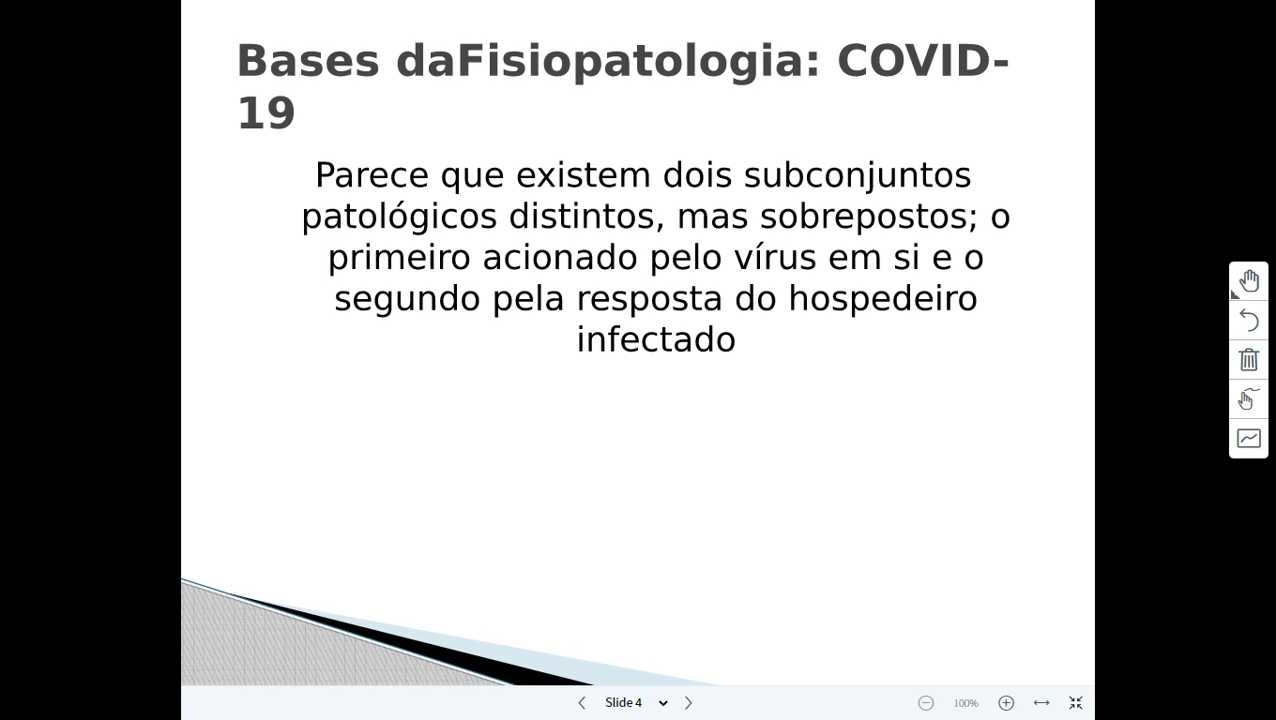 Bases daFisiopatologia: COVID-
19
Parece que existem dois subconjuntos
patológicos distintos, mas sobrepostos; o
primeiro acionado pelo vírus em si e o
segundo pela resposta do hospedeiro
infectado
Slide 4
100%